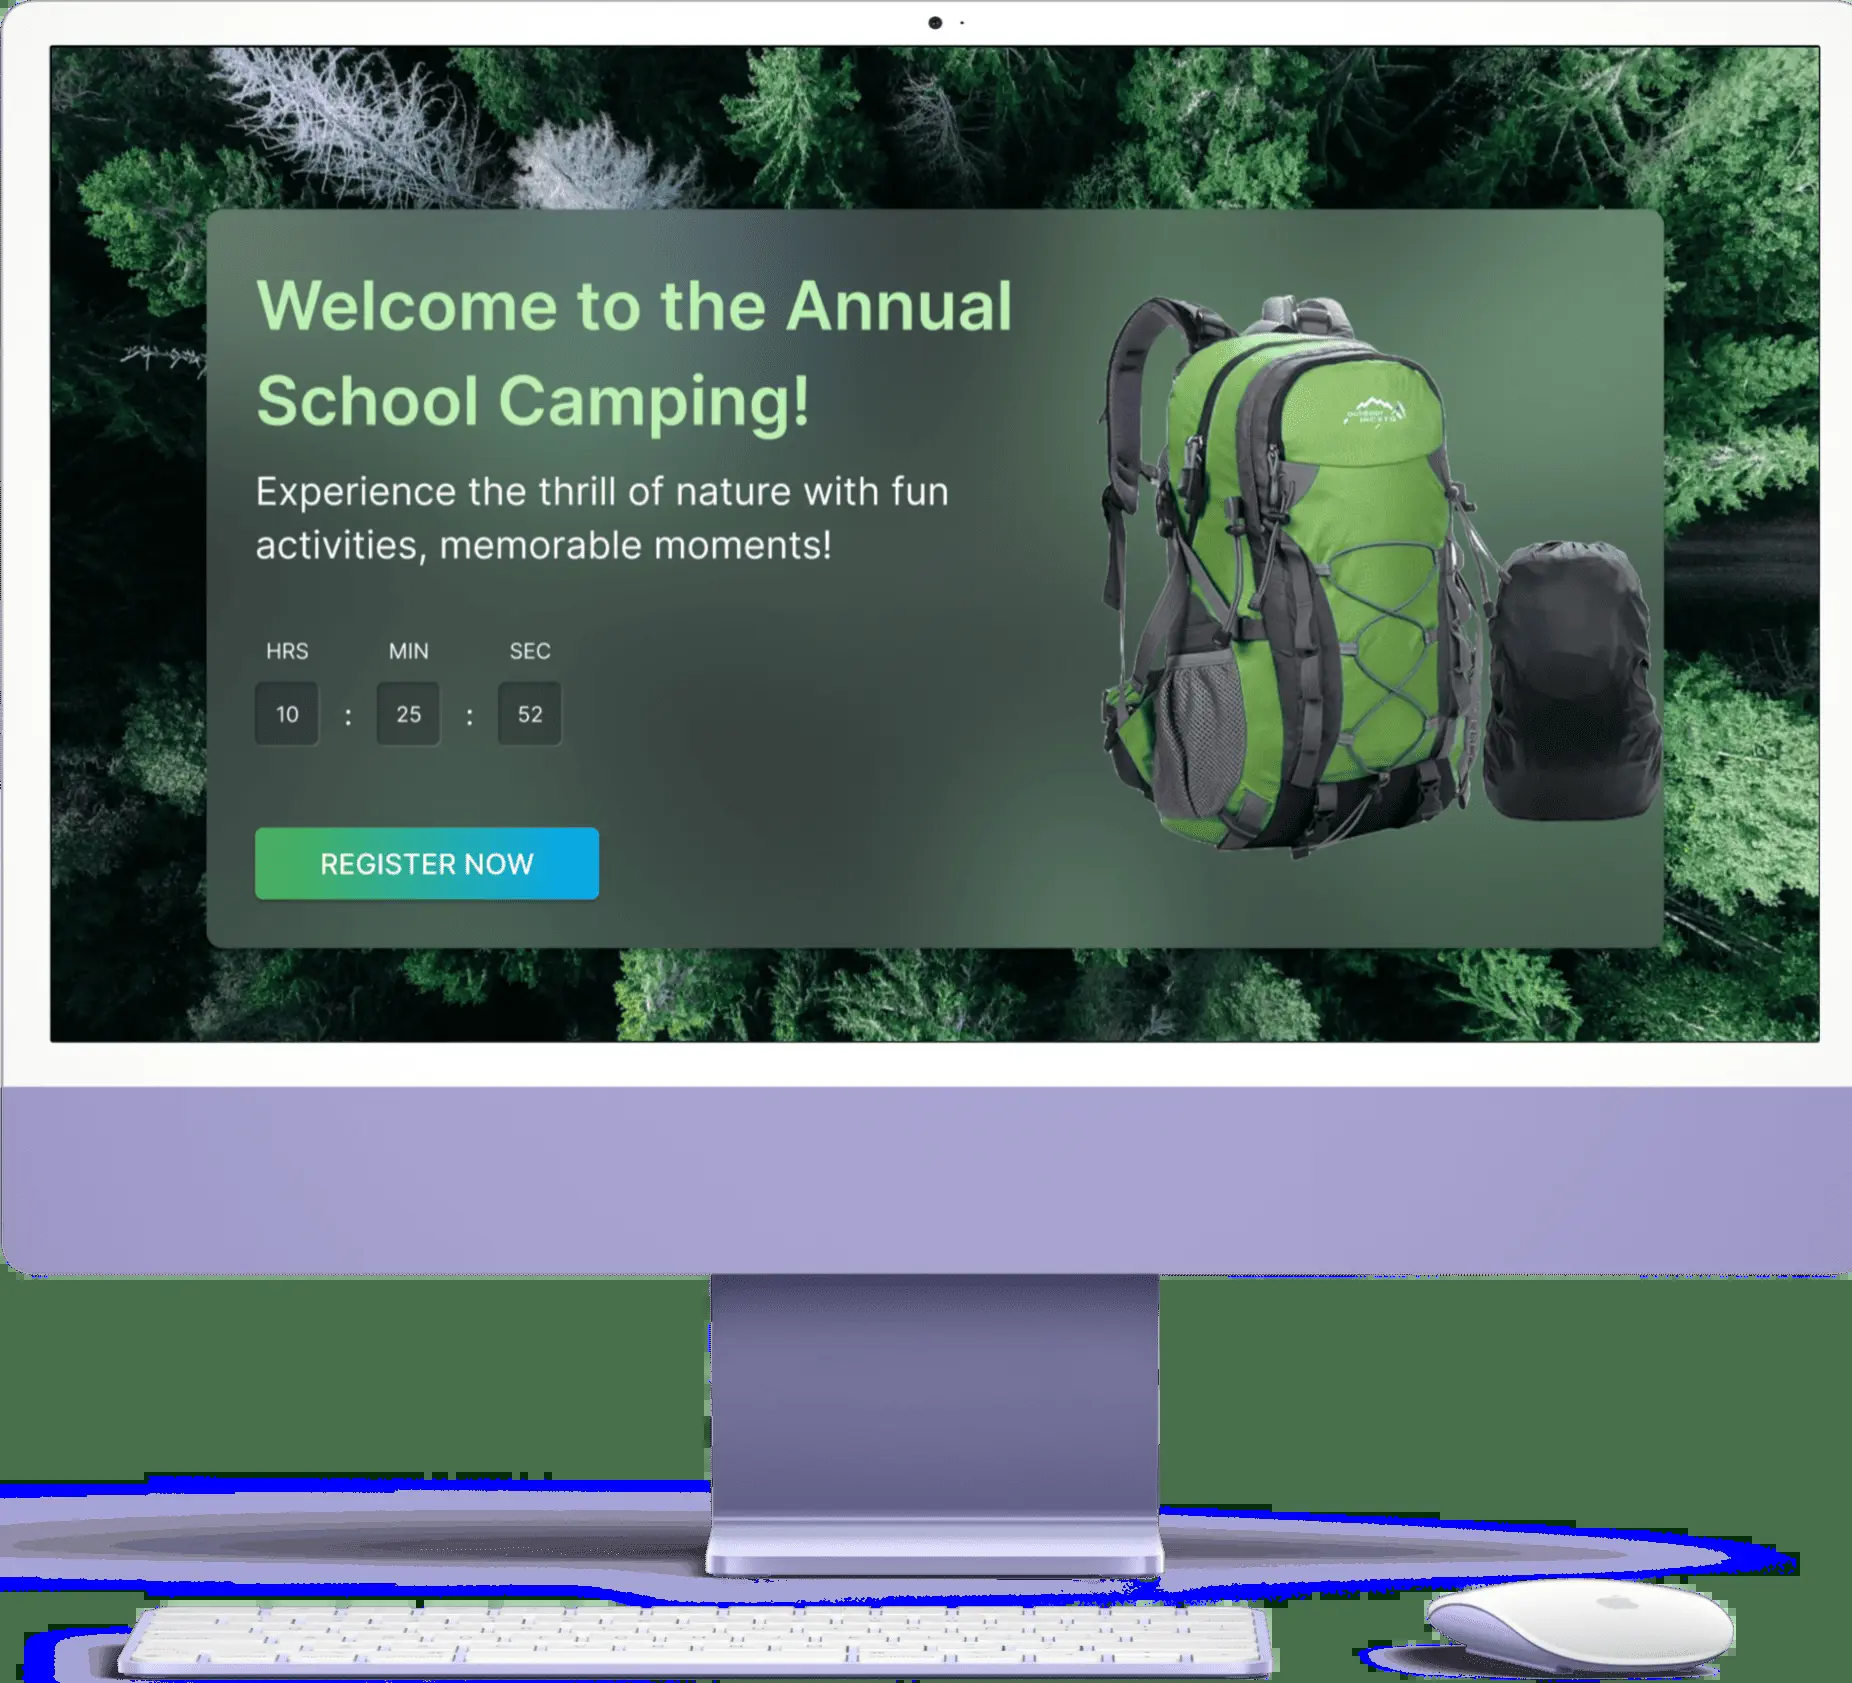 Welcome to the Annual
School Camping!
Experience the thrill of nature with fun
activities, memorable moments!
HRS MIN SEC
10 : 25 : 52
REGISTER NOW
outdoor